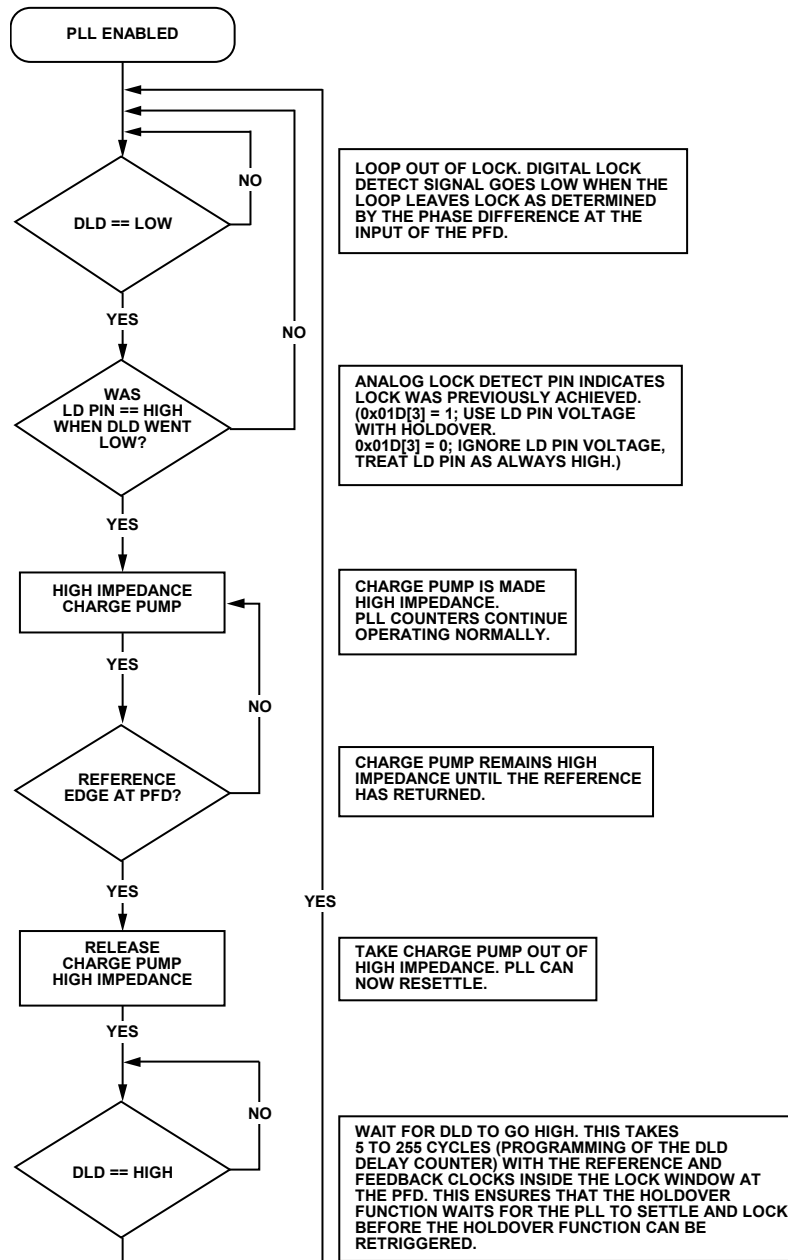 PLL ENABLED
NO
DLD == LOW
LOOP OUT OF LOCK. DIGITAL LOCK
DETECT SIGNAL GOES LOW WHEN THE
LOOP LEAVES LOCK AS DETERMINED
BY THE PHASE DIFFERENCE AT THE
INPUT OF THE PFD.
YES
NO
WAS
LD PIN == HIGH
WHEN DLD WENT
LOW?
ANALOG LOCK DETECT PIN INDICATES
LOCK WAS PREVIOUSLY ACHIEVED.
(0x01D[3] = 1; USE LD PIN VOLTAGE
WITH HOLDOVER.
0x01D[3] = 0; IGNORE LD PIN VOLTAGE,
TREAT LD PIN AS ALWAYS HIGH.)
YES
HIGH IMPEDANCE
CHARGE PUMP
CHARGE PUMP IS MADE
HIGH IMPEDANCE.
PLL COUNTERS CONTINUE
OPERATING NORMALLY.
YES
NO
REFERENCE
EDGE AT PFD?
CHARGE PUMP REMAINS HIGH
IMPEDANCE UNTIL THE REFERENCE
HAS RETURNED.
YES
YES
RELEASE
CHARGE PUMP
HIGH IMPEDANCE
TAKE CHARGE PUMP OUT OF
HIGH IMPEDANCE. PLL CAN
NOW RESETTLE.
YES
NO
DLD == HIGH
WAIT FOR DLD TO GO HIGH. THIS TAKES
5 TO 255 CYCLES (PROGRAMMING OF THE DLD
DELAY COUNTER) WITH THE REFERENCE AND
FEEDBACK CLOCKS INSIDE THE LOCK WINDOW AT
THE PFD. THIS ENSURES THAT THE HOLDOVER
FUNCTION WAITS FOR THE PLL TO SETTLE AND LOCK
BEFORE THE HOLDOVER FUNCTION CAN BE
RETRIGGERED.